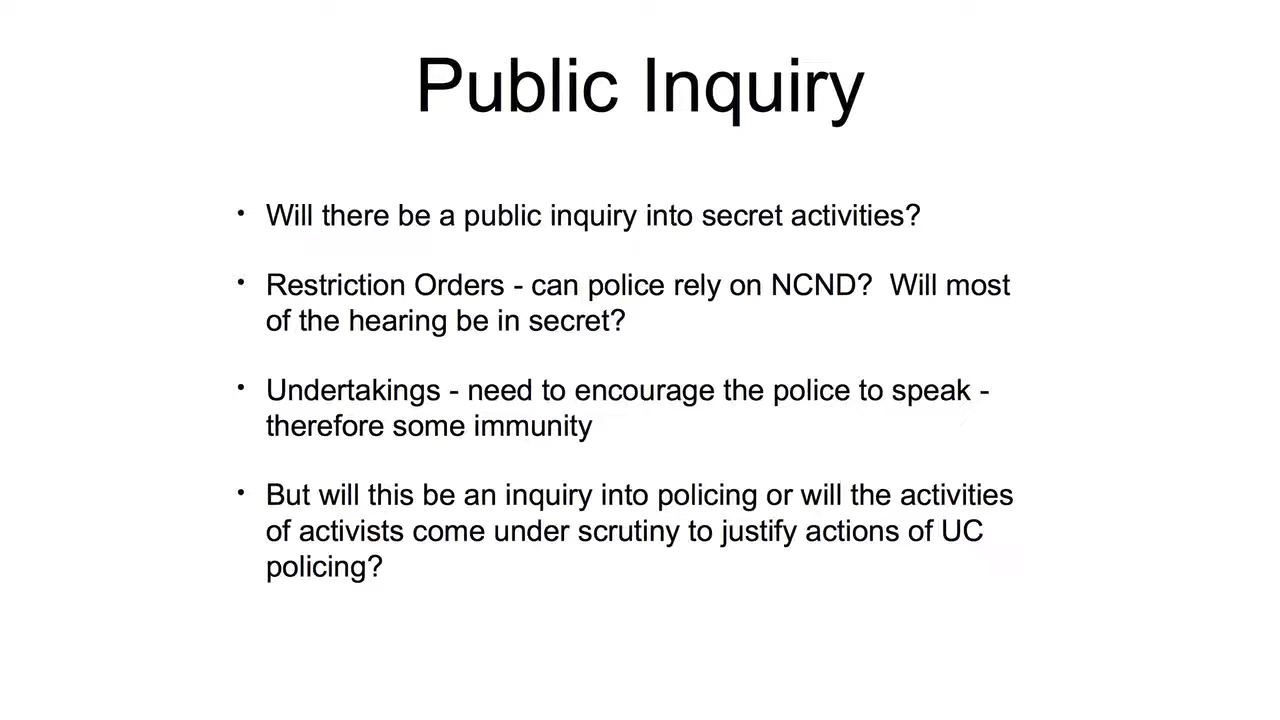 Public Inquiry
• Will there be a public inquiry into secret activities?
• Restriction Orders - can police rely on NCND?  Will most
of the hearing be in secret?
• Undertakings - need to encourage the police to speak -
therefore some immunity
• But will this be an inquiry into policing or will the activities
of activists come under scrutiny to justify actions of UC
policing?